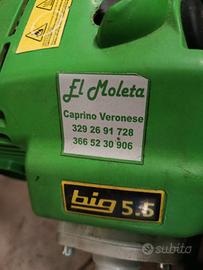 El Moleta
Caprino Veronese
329 26 91 728
366 52 30 906
big 5.5
subito